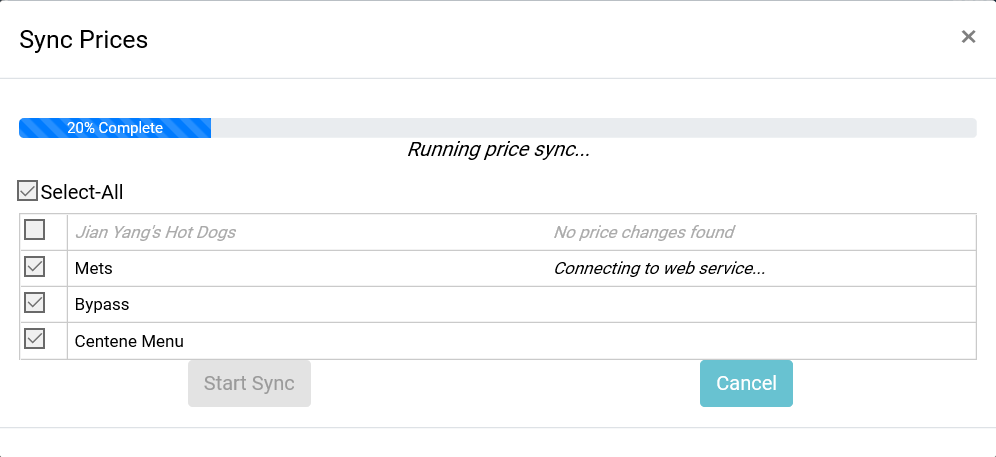 Sync Prices ×
20% Complete
Running price sync...
Select-All
Jian Yang's Hot Dogs No price changes found
Mets Connecting to web service...
Bypass
Centene Menu
Start Sync Cancel